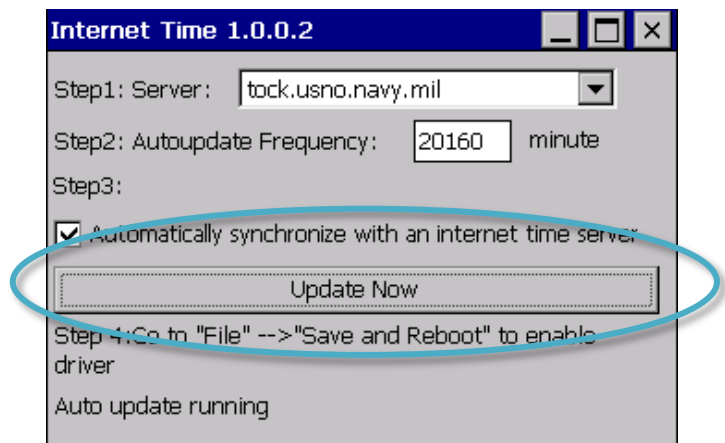 Internet Time 1.0.0.2
Step1: Server: tock.usno.navy.mil
Step2: Autoupdate Frequency: 20160 minute
Step3:
Automatically synchronize with an internet time server
Update Now
Step 4:Go to "File" -->"Save and Reboot" to enable
driver
Auto update running